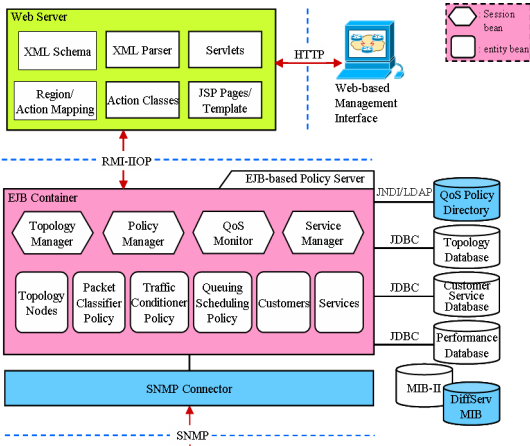 Web Server
XML Schema
XML Parser
Servlets
Region/
Action Mapping
Action Classes
JSP Pages/
Template
HTTP
Web-based
Management
Interface
: Session
bean
: entity bean
RMI-IIOP
EJB-based Policy Server
EJB Container
Topology
Manager
Policy
Manager
QoS
Monitor
Service
Manager
Topology
Nodes
Packet
Classifier
Policy
Traffic
Conditioner
Policy
Queuing
Scheduling
Policy
Customers
Services
JNDI/LDAP
QoS Policy
Directory
JDBC
Topology
Database
JDBC
Customer
Service
Database
JDBC
Performance
Database
SNMP Connector
MIB-II
DiffServ
MIB
SNMP